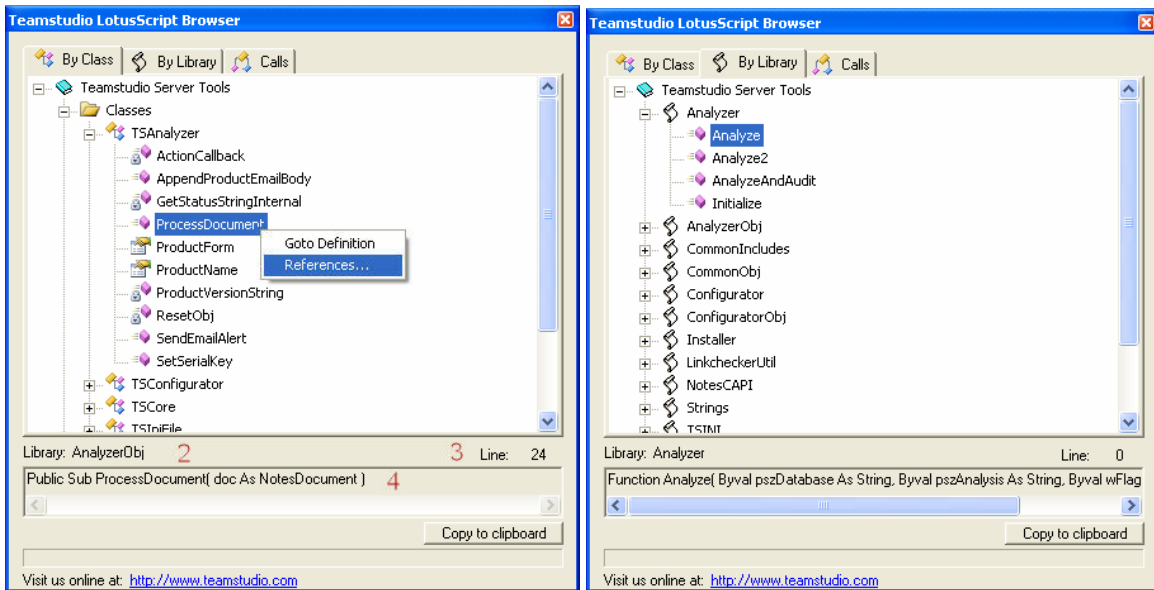 Teamstudio LotusScript Browser
By Class By Library Calls
Teamstudio Server Tools
Classes
TSAnalyzer
ActionCallback
AppendProductEmailBody
GetStatusStringInternal
ProcessDocument
Goto Definition
ProductForm
References...
ProductName
ProductVersionString
ResetObj
SendEmailAlert
SetSerialKey
TSConfigurator
TSCore
TSIniFile
Library: AnalyzerObj 2 3 Line: 24
Public Sub ProcessDocument( doc As NotesDocument ) 4
Copy to clipboard
Visit us online at: http://www.teamstudio.com
Teamstudio LotusScript Browser
By Class By Library Calls
Teamstudio Server Tools
Analyzer
Analyze
Analyze2
AnalyzeAndAudit
Initialize
AnalyzerObj
CommonIncludes
CommonObj
Configurator
ConfiguratorObj
Installer
LinkcheckerUtil
NotesCAPI
Strings
TSINI
Library: Analyzer Line: 0
Function Analyze( Byval pszDatabase As String, Byval pszAnalysis As String, Byval wFlag
Copy to clipboard
Visit us online at: http://www.teamstudio.com